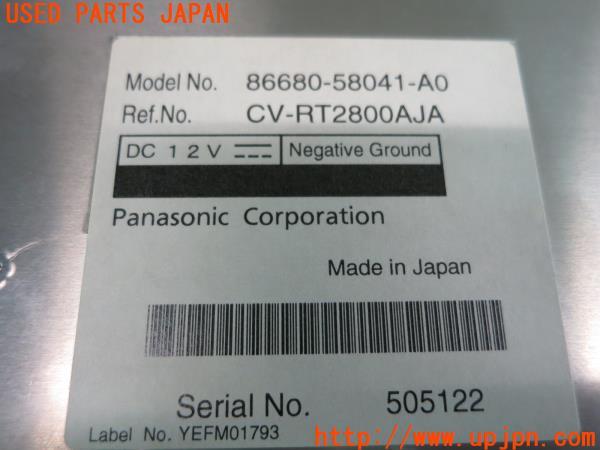 USED PARTS JAPAN
Model No. 86680-58041-A0
Ref.No. CV-RT2800AJA
DC 12V Negative Ground
Panasonic Corporation
Made in Japan
Serial No. 505122
Label No. YEFM01793
http://www.upjpn.com